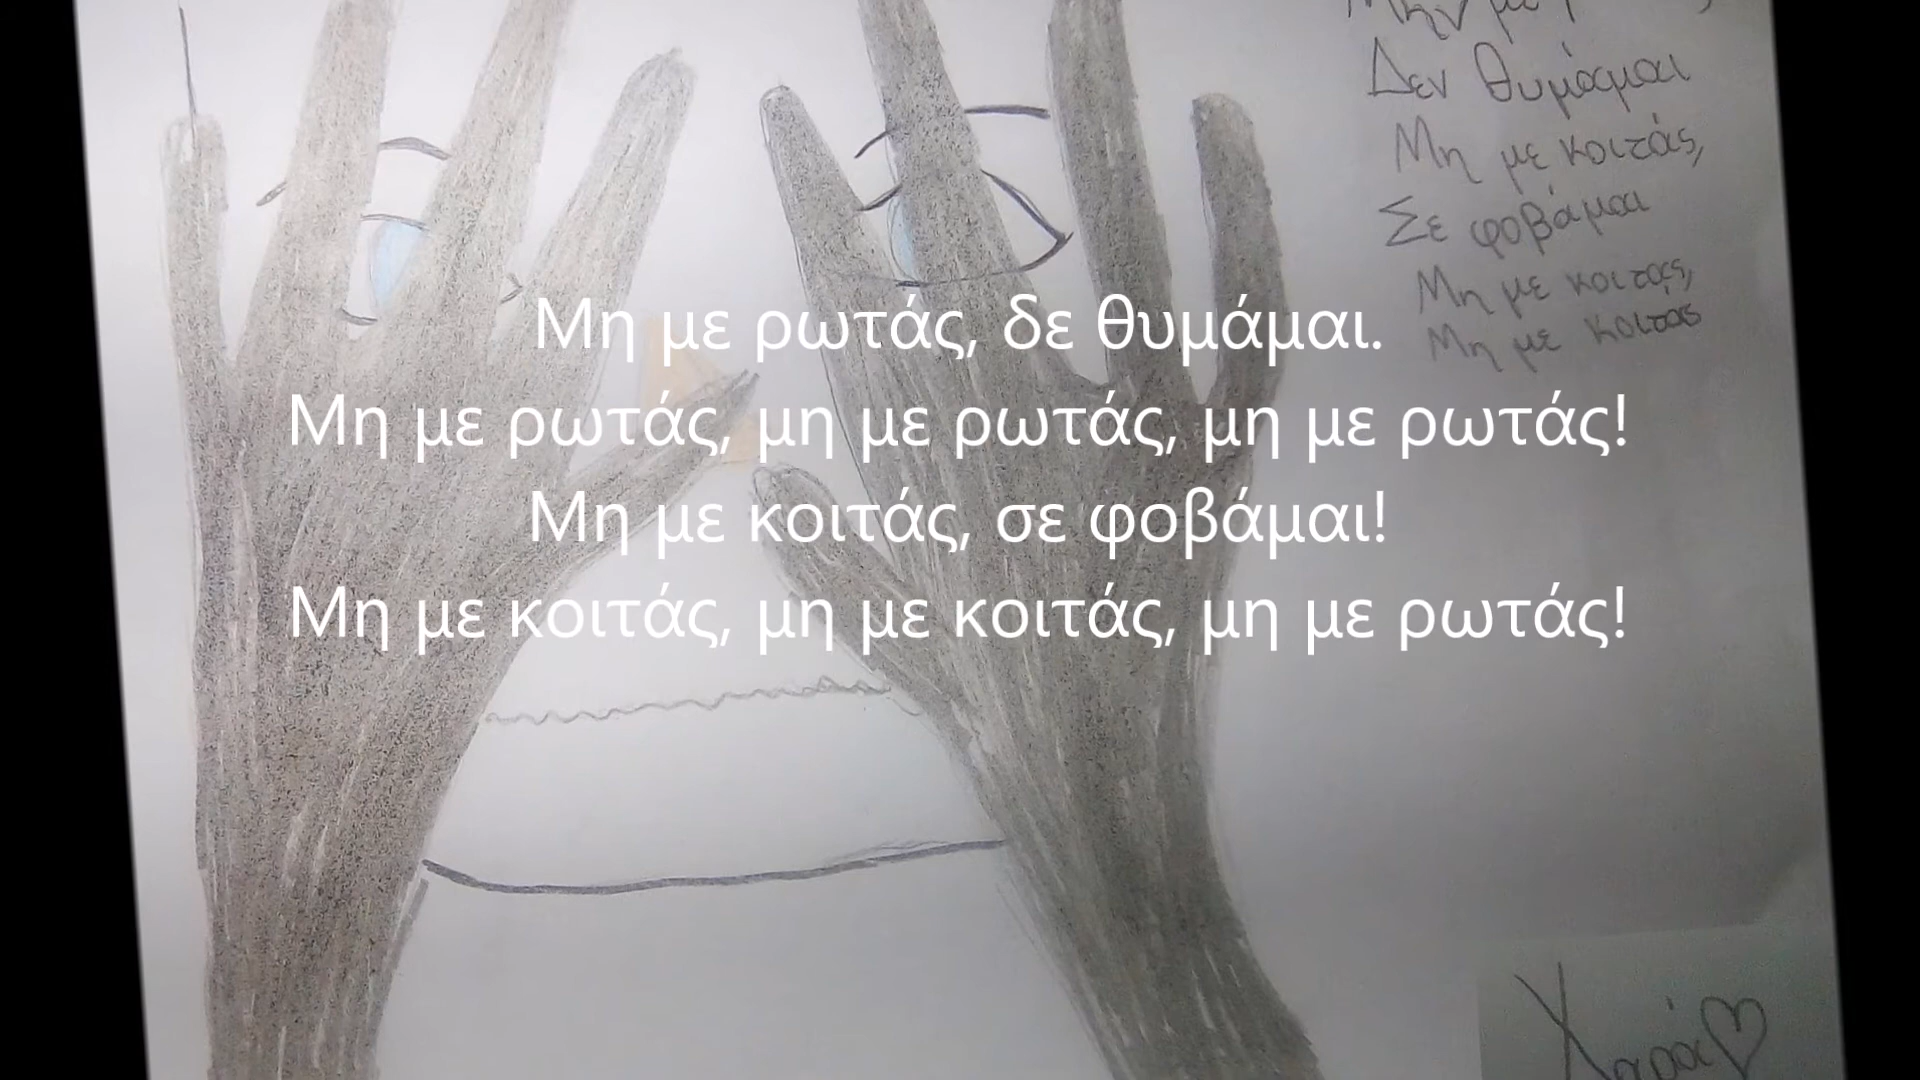 Δεν θυμάμαι
Μη με κοιτάς,
Σε φοβάμαι
Μη με κοιτάς,
Μη με κοιτάς
Μη με ρωτάς, δε θυμάμαι.
Μη με ρωτάς, μη με ρωτάς, μη με ρωτάς!
Μη με κοιτάς, σε φοβάμαι!
Μη με κοιτάς, μη με κοιτάς, μη με ρωτάς!
Χαρά